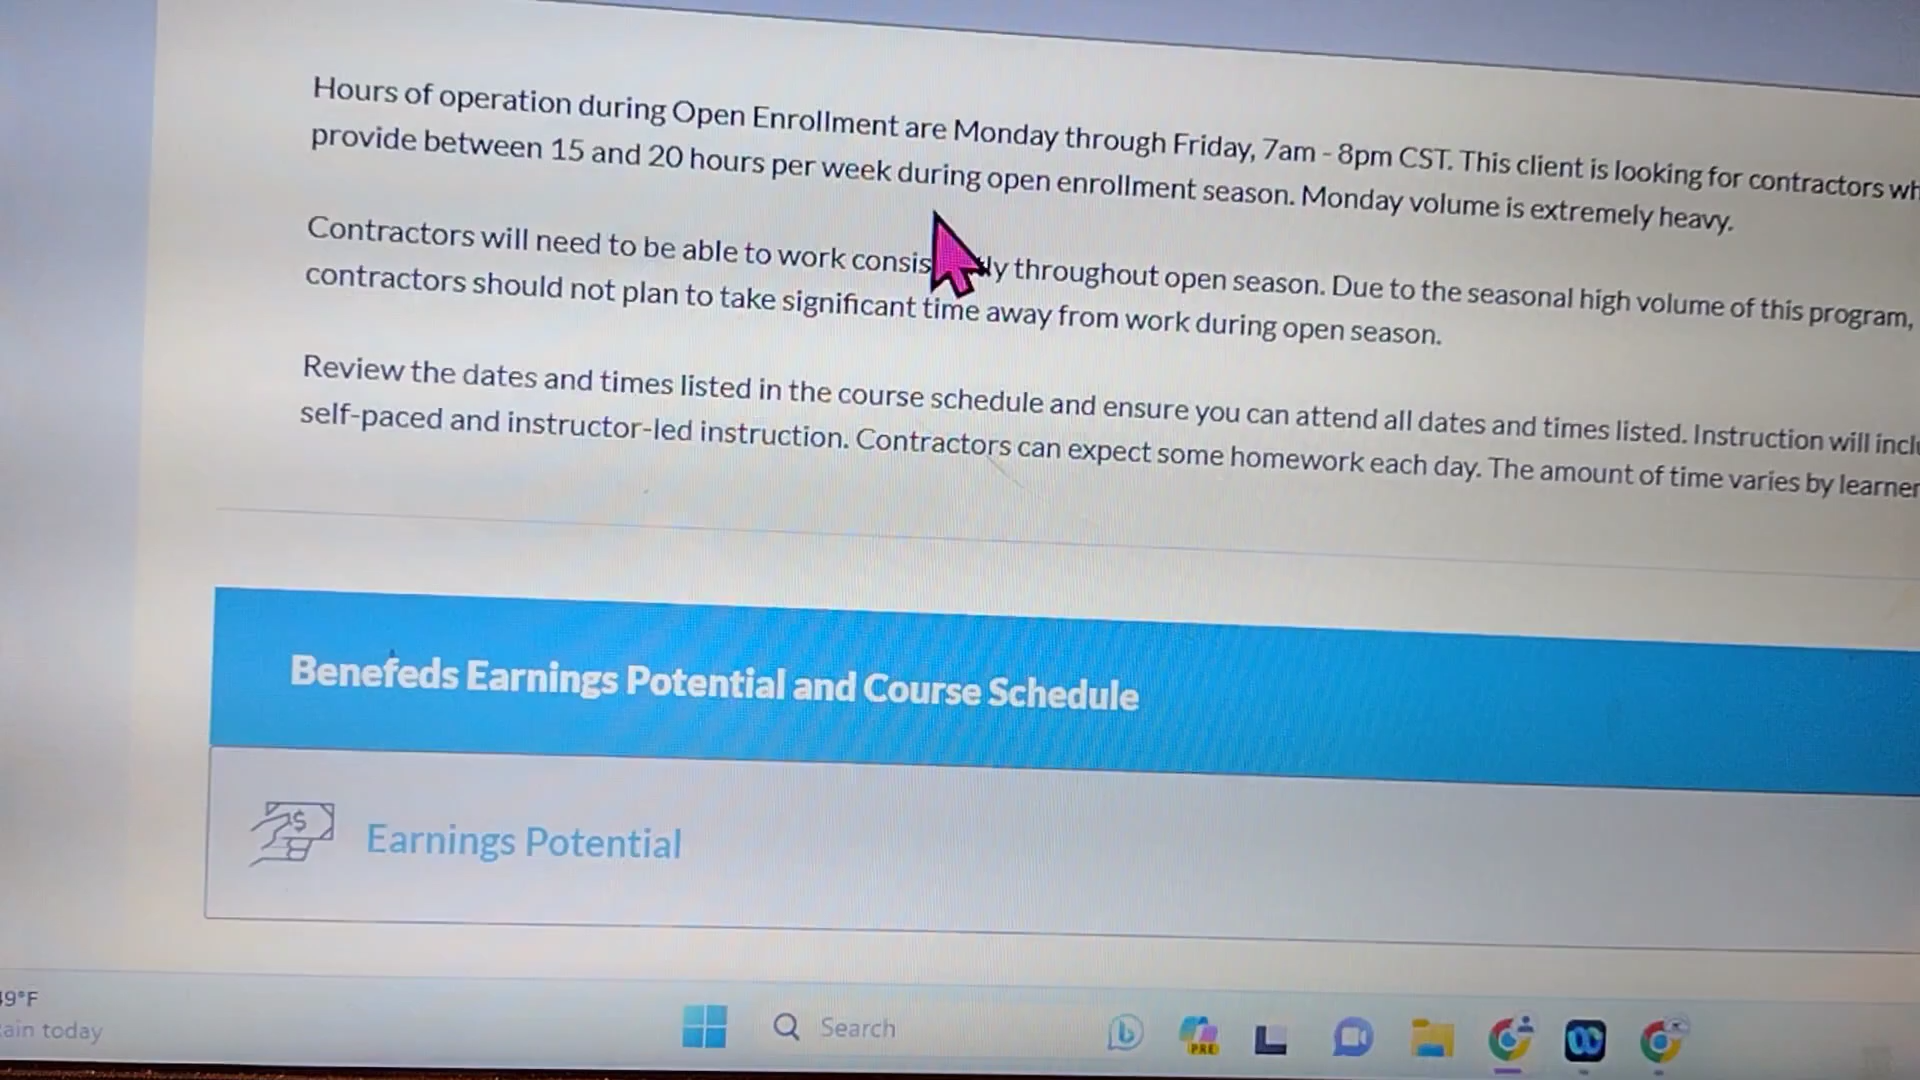 Hours of operation during Open Enrollment are Monday through Friday, 7am - 8pm CST. This client is looking for contractors
provide between 15 and 20 hours per week during open enrollment season. Monday volume is extremely heavy.
Contractors will need to be able to work throughout open season. Due to the seasonal high volume of this program,
contractors should not plan to take significant time away from work during open season.
Review the dates and times listed in the course schedule and ensure you can attend all dates and times listed. Instruction will
self-paced and instructor-led instruction. Contractors can expect some homework each day. The amount of time varies by learner
Benefeds Earnings Potential and Course Schedule
$
Earnings Potential
9°F
today
Search
PRE